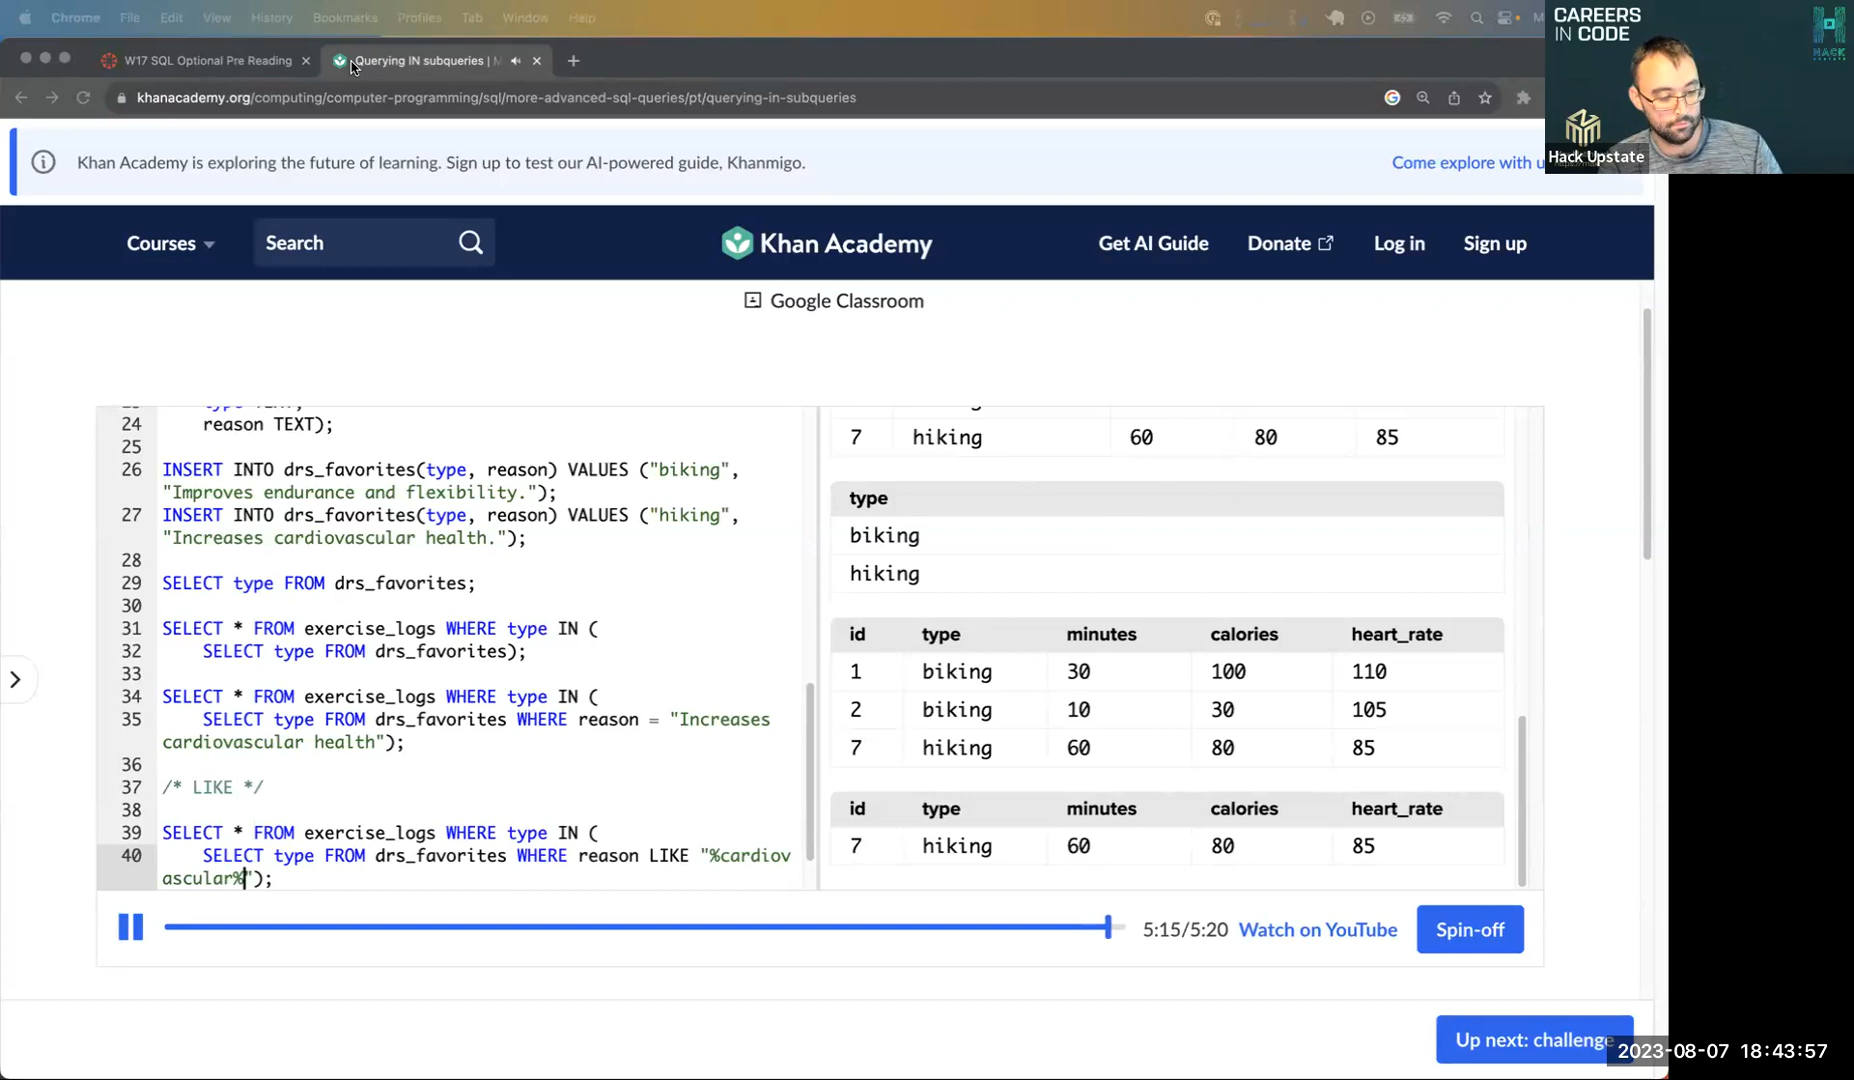 Chrome File Edit View History Bookmarks Profiles Tab Window Help
CAREERS
IN CODE
HACK
Hack Upstate
W17 SQL Optional Pre Reading
Querying IN subqueries |
khanacademy.org/computing/computer-programming/sql/more-advanced-sql-queries/pt/querying-in-subqueries
Khan Academy is exploring the future of learning. Sign up to test our AI-powered guide, Khanmigo.
Come explore with u
Courses Search Khan Academy Get AI Guide Donate Log in Sign up
Google Classroom
24 reason TEXT);
25
26 INSERT INTO drs_favorites(type, reason) VALUES ("biking",
"Improves endurance and flexibility.");
27 INSERT INTO drs_favorites(type, reason) VALUES ("hiking",
"Increases cardiovascular health.");
28
29 SELECT type FROM drs_favorites;
30
31 SELECT * FROM exercise_logs WHERE type IN (
32 SELECT type FROM drs_favorites);
33
34 SELECT * FROM exercise_logs WHERE type IN (
35 SELECT type FROM drs_favorites WHERE reason = "Increases
cardiovascular health");
36
37 /* LIKE */
38
39 SELECT * FROM exercise_logs WHERE type IN (
40 SELECT type FROM drs_favorites WHERE reason LIKE "%cardiov
ascular%");
7 hiking 60 80 85
type
biking
hiking
id type minutes calories heart_rate
1 biking 30 100 110
2 biking 10 30 105
7 hiking 60 80 85
id type minutes calories heart_rate
7 hiking 60 80 85
5:15/5:20 Watch on YouTube Spin-off
Up next: challenge
2023-08-07 18:43:57